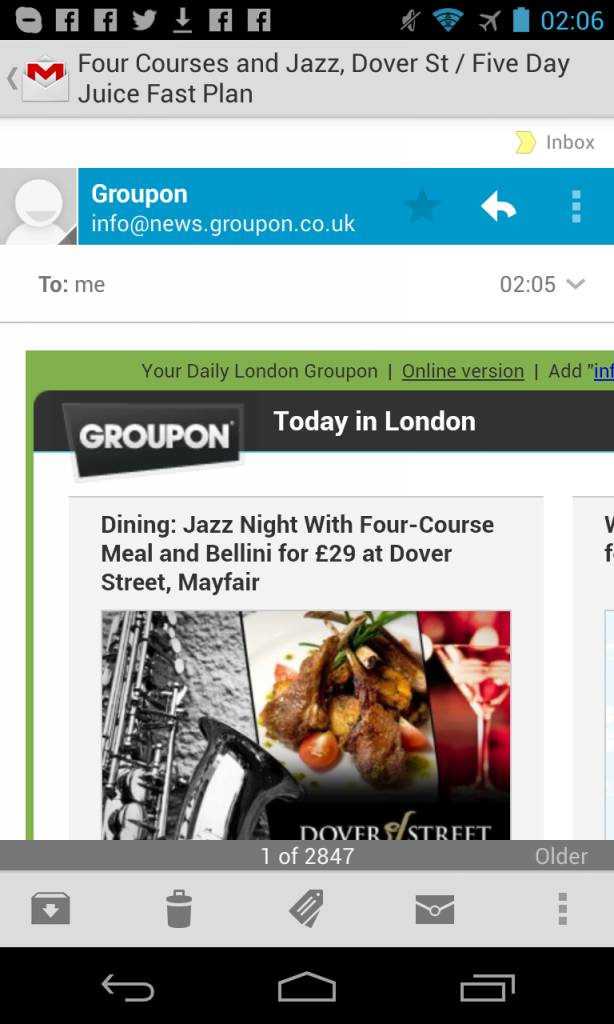 02:06
Four Courses and Jazz, Dover St / Five Day
Juice Fast Plan
Inbox
Groupon
info@news.groupon.co.uk
To: me
02:05
Your Daily London Groupon | Online version | Add "inf
GROUPON
Today in London
Dining: Jazz Night With Four-Course
Meal and Bellini for £29 at Dover
Street, Mayfair
DOVER STREET
1 of 2847
Older